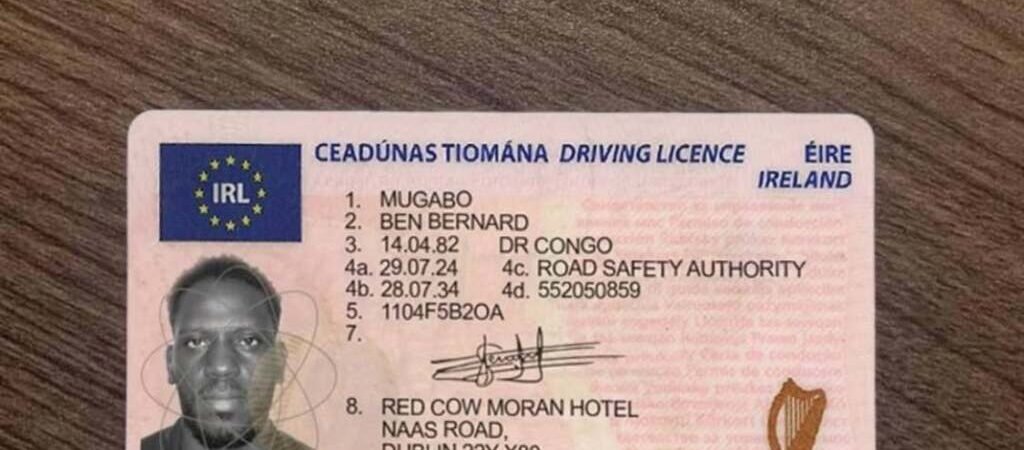 CEADÚNAS TIOMÁNA DRIVING LICENCE ÉIRE
IRELAND
IRL
1. MUGABO
2. BEN BERNARD
3. 14.04.82 DR CONGO
4a. 29.07.24 4c. ROAD SAFETY AUTHORITY
4b. 28.07.34 4d. 552050859
5. 1104F5B2OA
7.
8. RED COW MORAN HOTEL
NAAS ROAD,
DUBLIN 22Y